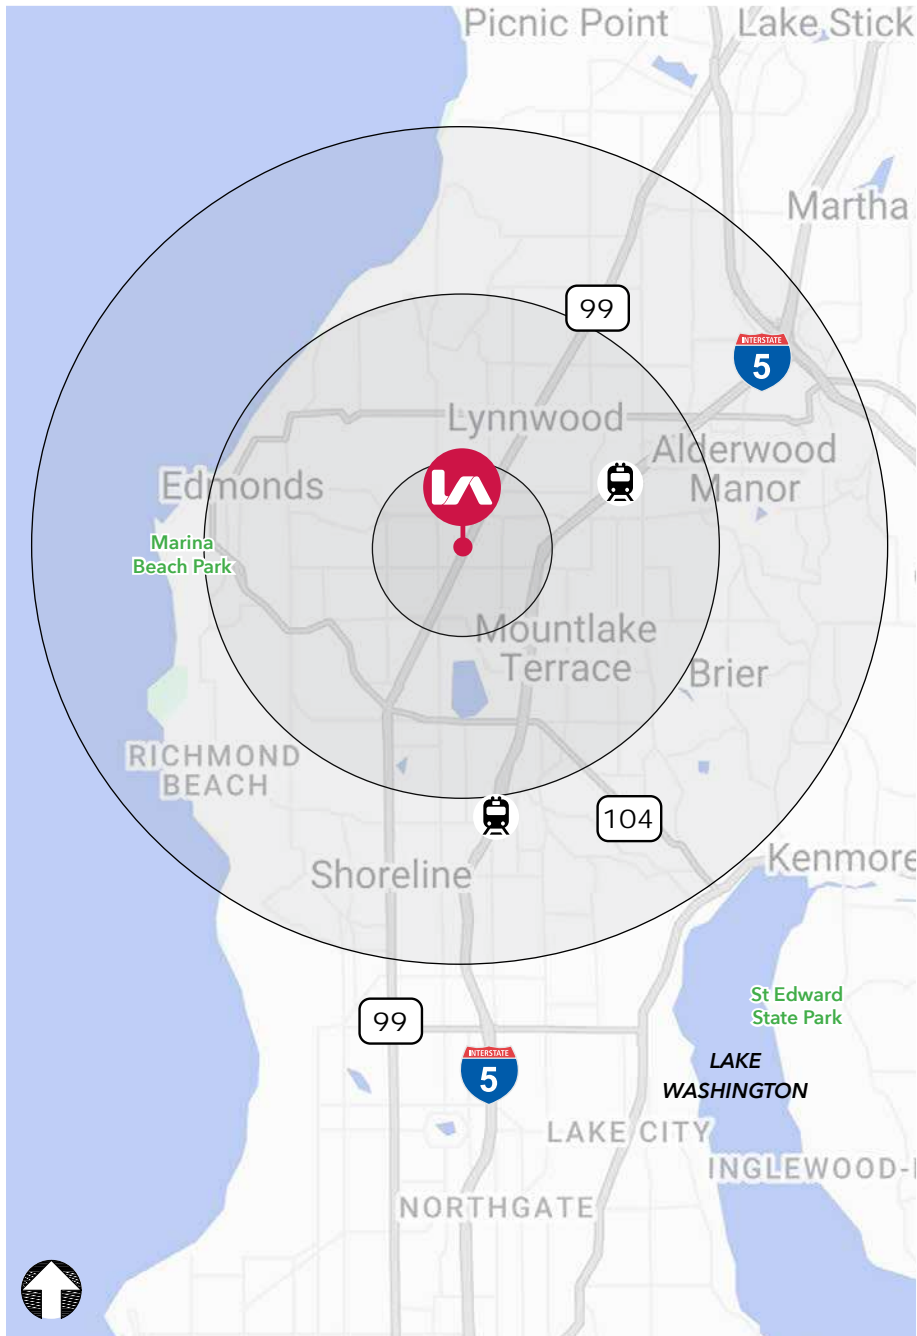 Picnic Point
Lake Stick
Martha
99
INTERSTATE
5
Lynnwood
Alderwood
Manor
Edmonds
Marina
Beach Park
Mountlake
Terrace
Brier
RICHMOND
BEACH
104
Shoreline
Kenmore
St Edward
State Park
99
INTERSTATE
5
LAKE
WASHINGTON
LAKE CITY
INGLEWOOD-
NORTHGATE